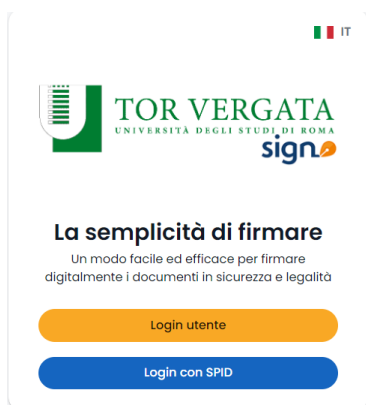 IT
TOR VERGATA
UNIVERSITÀ DEGLI STUDI DI ROMA
sign
La semplicità di firmare
Un modo facile ed efficace per firmare
digitalmente i documenti in sicurezza e legalità
Login utente
Login con SPID